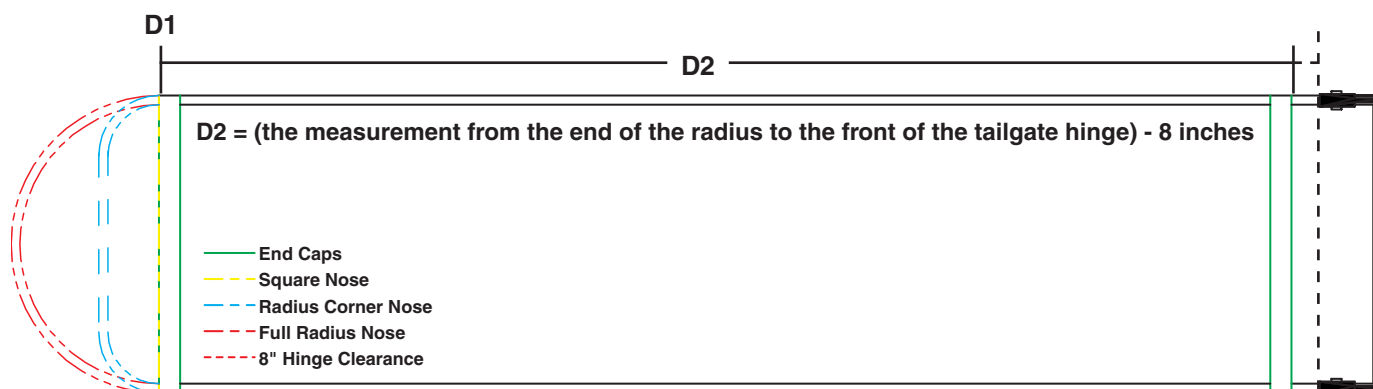 D1
D2
D2 = (the measurement from the end of the radius to the front of the tailgate hinge) - 8 inches
End Caps
Square Nose
Radius Corner Nose
Full Radius Nose
8" Hinge Clearance